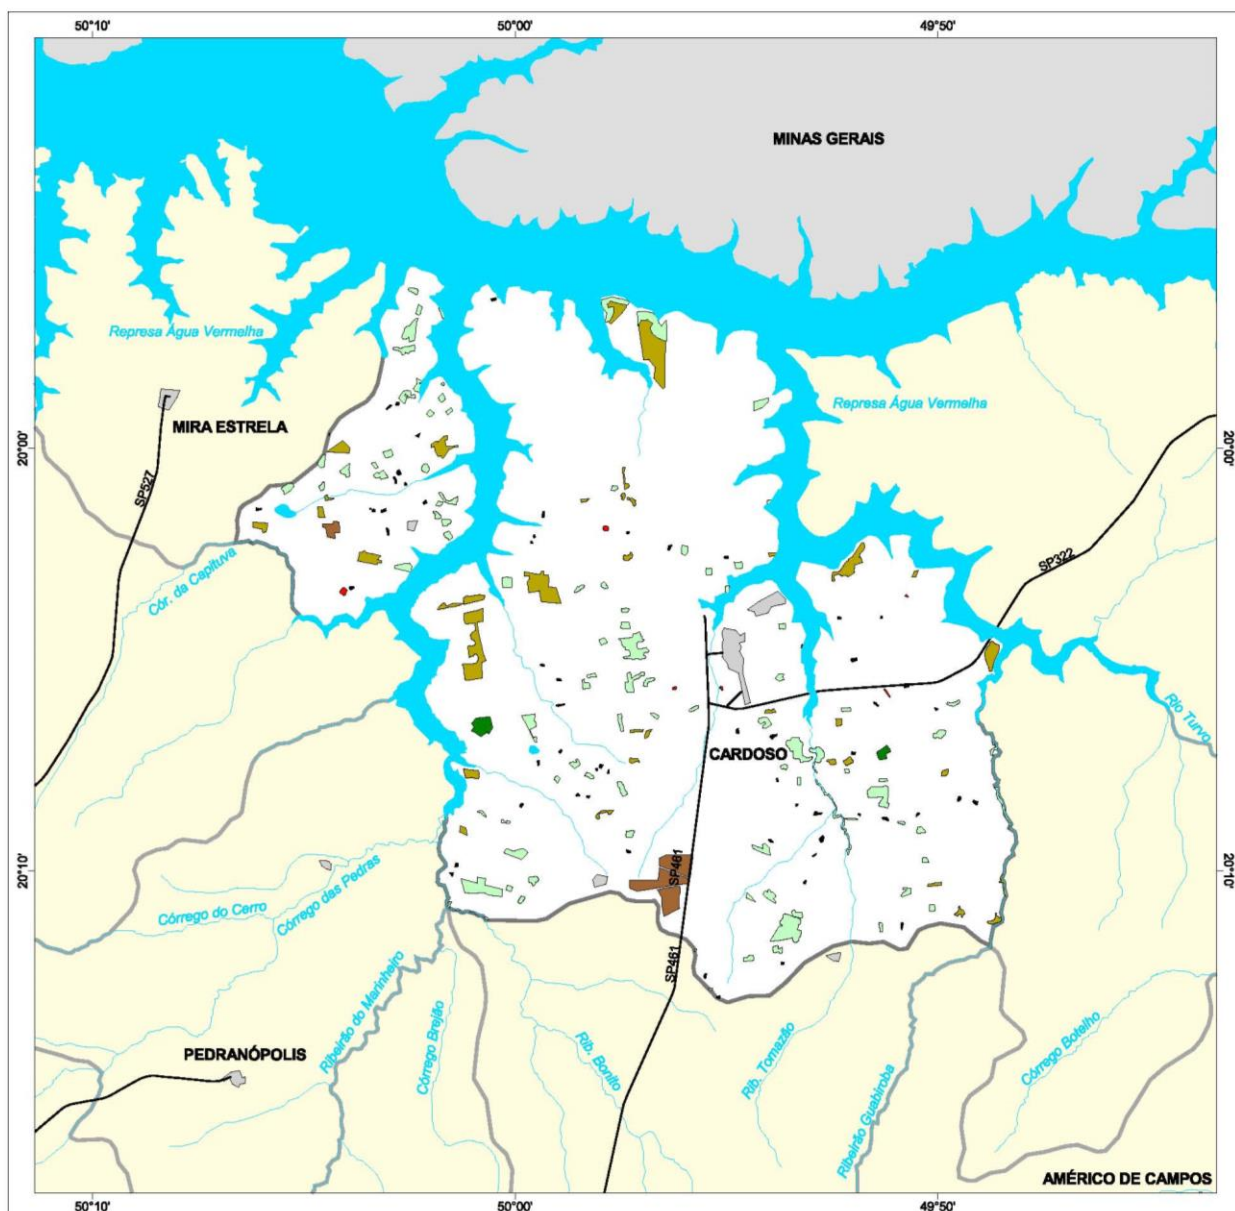 50°10'
50°00'
49°50'
MINAS GERAIS
Represa Água Vermelha
Represa Água Vermelha
MIRA ESTRELA
20°00'
20°00'
SP527
SP322
Cór. da Capituva
Rio Turvo
CARDOSO
SP461
20°10'
20°10'
Córrego do Cerro
Córrego das Pedras
SP461
Ribeirão do Marinheiro
Córrego Brejão
Rib. Bonito
Rib. Tomazão
Ribeirão Guabiroba
Córrego Botelho
PEDRANÓPOLIS
AMÉRICO DE CAMPOS
50°10'
50°00'
49°50'